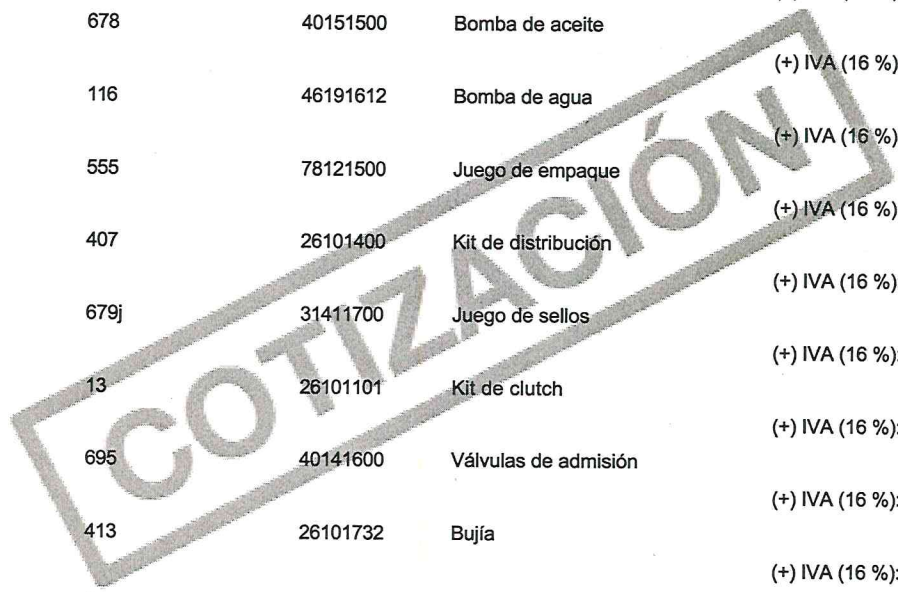 678 40151500 Bomba de aceite
(+) IVA (16 %)
116 46191612 Bomba de agua
(+) IVA (16 %)
555 78121500 Juego de empaque
(+) IVA (16 %)
407 26101400 Kit de distribución
(+) IVA (16 %)
679j 31411700 Juego de sellos
(+) IVA (16 %):
13 26101101 Kit de clutch
(+) IVA (16 %):
695 40141600 Válvulas de admisión
(+) IVA (16 %):
413 26101732 Bujía
(+) IVA (16 %):
COTIZACIÓN